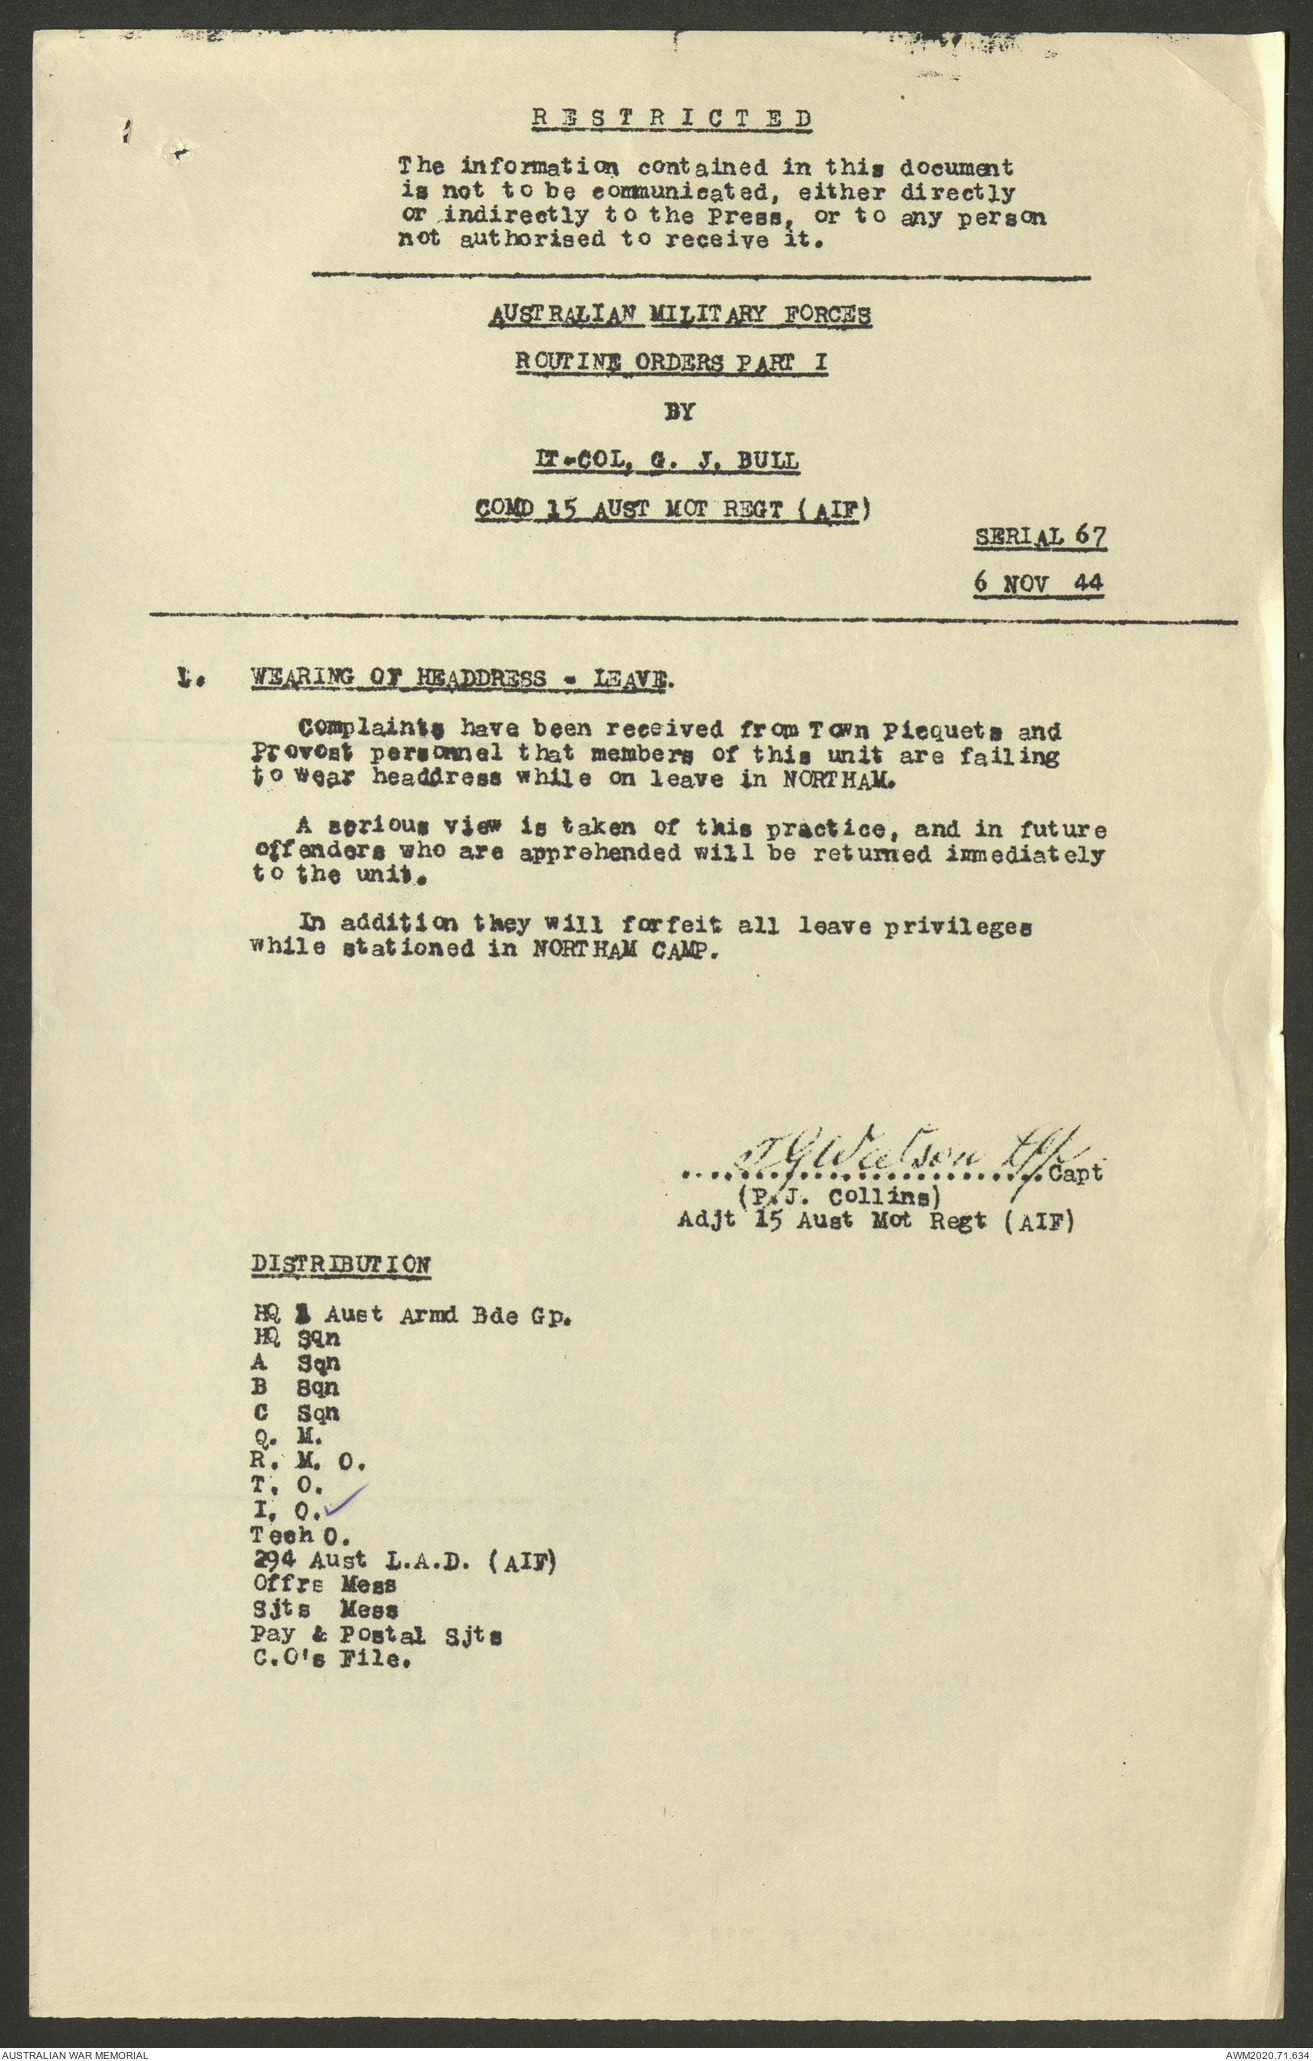 R E S T R I C T E D
The information contained in this document
is not to be communicated, either directly
or indirectly to the Press, or to any person
not authorised to receive it.
AUSTRALIAN MILITARY FORCES
ROUTINE ORDERS PART I
BY
LT-COL, G. J. BULL
COMD 15 AUST MOT REGT (AIF)
SERIAL 67
6 NOV 44
1. WEARING OF HEADDRESS - LEAVE.
Complaints have been received from Town Picquets and
Provost personnel that members of this unit are failing
to wear headdress while on leave in NORTHAM.
A serious view is taken of this practice, and in future
offenders who are apprehended will be returned immediately
to the unit.
In addition they will forfeit all leave privileges
while stationed in NORTHAM CAMP.
Capt
(P.J. Collins)
Adjt 15 Aust Mot Regt (AIF)
DISTRIBUTION
HQ 1 Aust Armd Bde Gp.
HQ Sqn
A Sqn
B Sqn
C Sqn
Q. M.
R. M. O.
T. O.
I. O. ✓
Tech O.
294 Aust L.A.D. (AIF)
Offrs Mess
Sjts Mess
Pay & Postal Sjts
C.O's File.
AUSTRALIAN WAR MEMORIAL
AWM2020.71.634